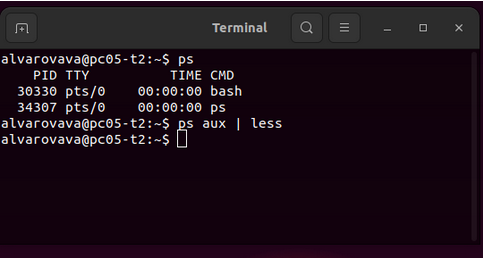 Terminal
alvarovava@pc05-t2:~$ ps
    PID TTY          TIME CMD
  30330 pts/0    00:00:00 bash
  34307 pts/0    00:00:00 ps
alvarovava@pc05-t2:~$ ps aux | less
alvarovava@pc05-t2:~$